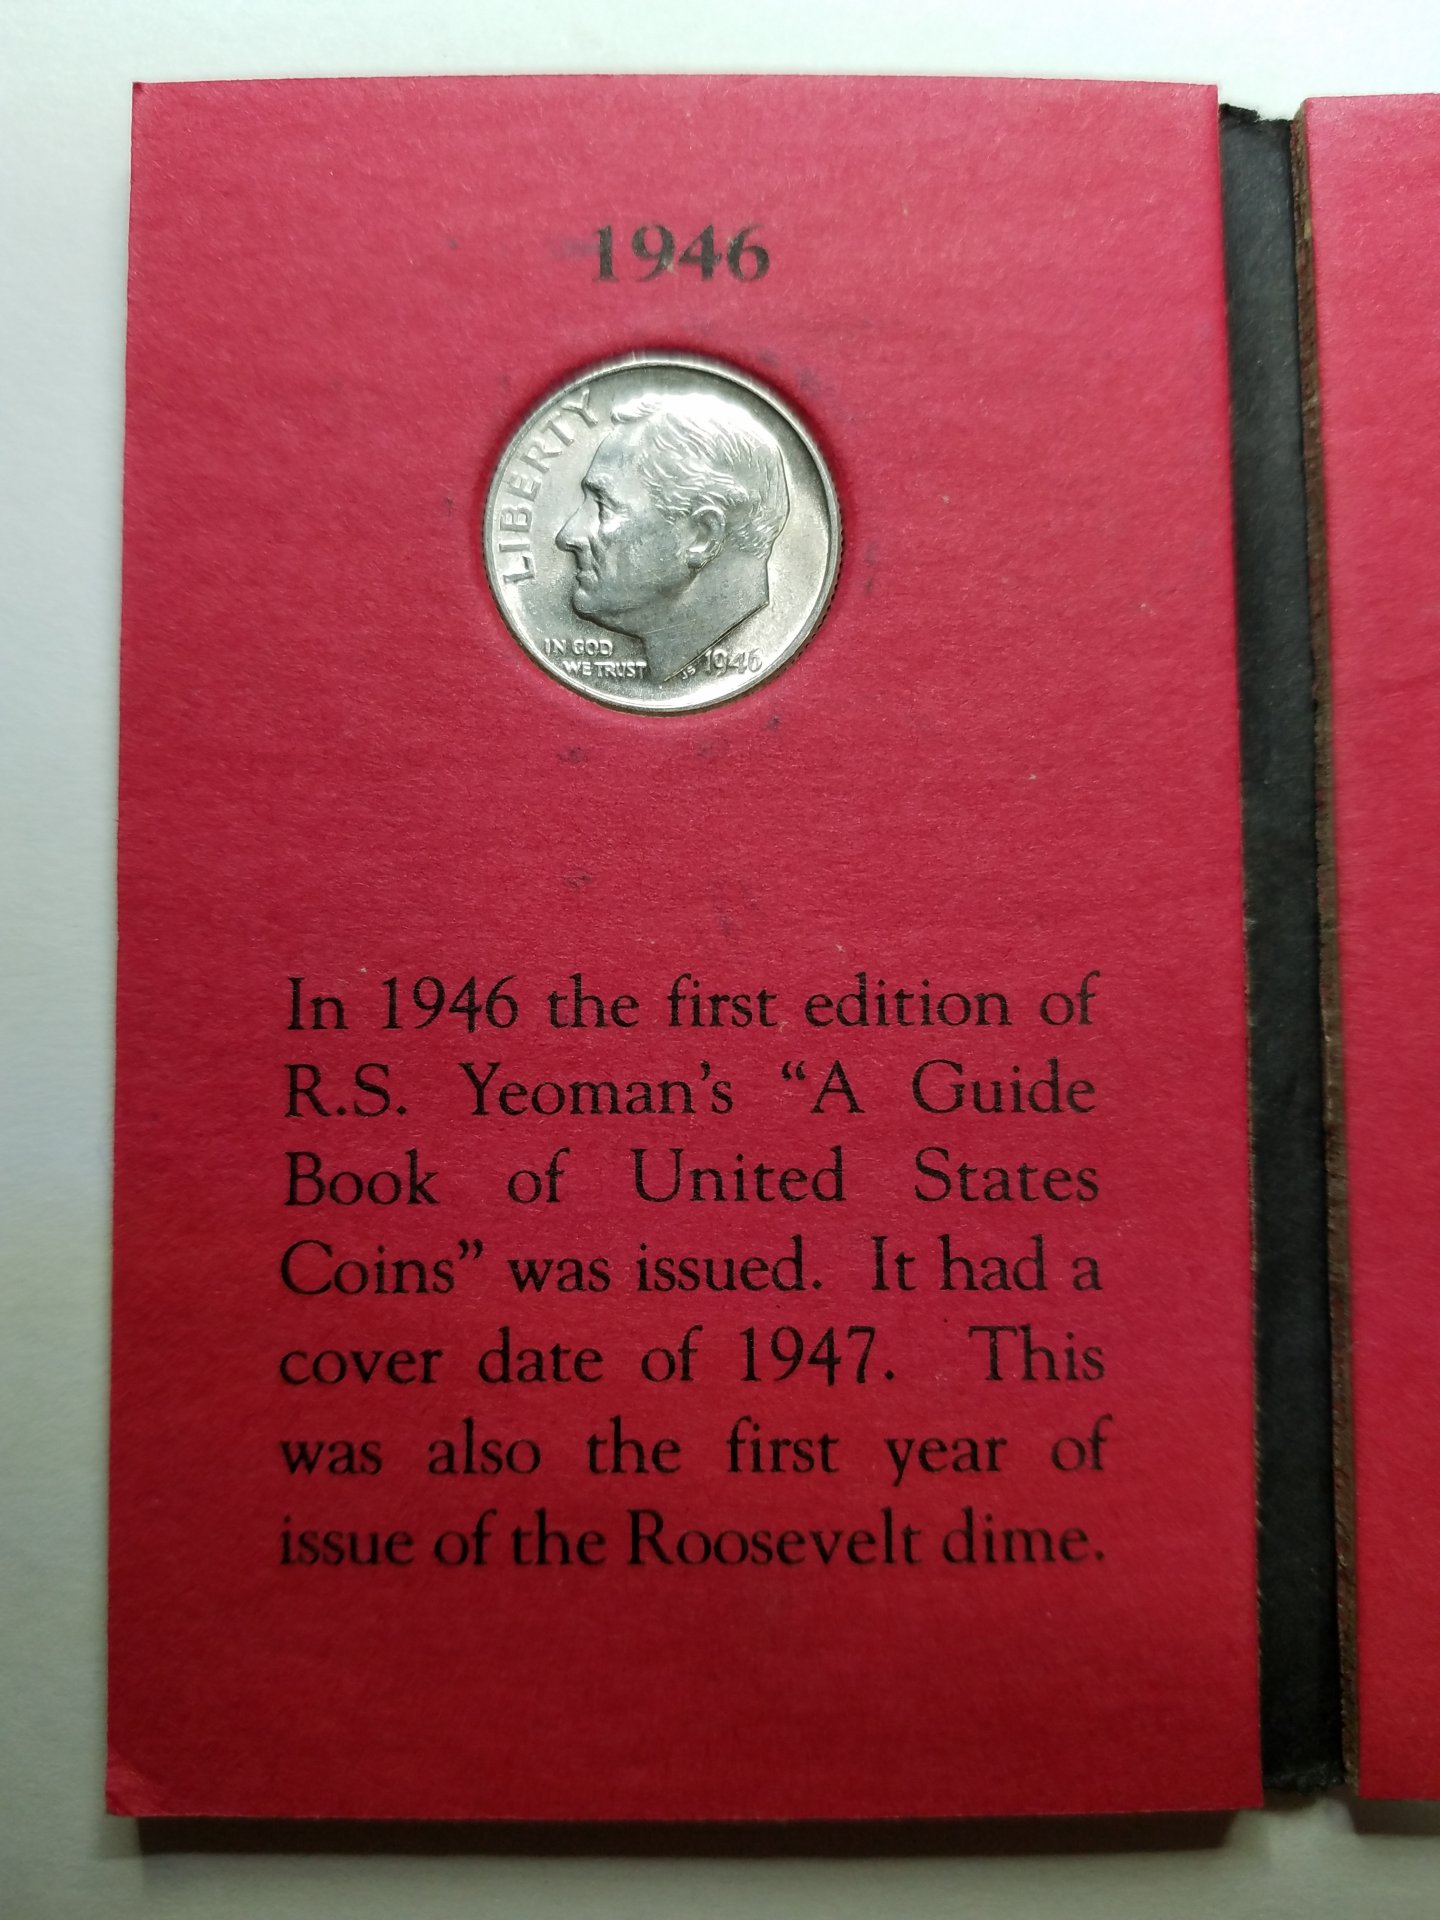 1946
LIBERTY
IN GOD
WE TRUST
JS 1946
In 1946 the first edition of
R.S. Yeoman's “A Guide
Book of United States
Coins” was issued. It had a
cover date of 1947. This
was also the first year of
issue of the Roosevelt dime.